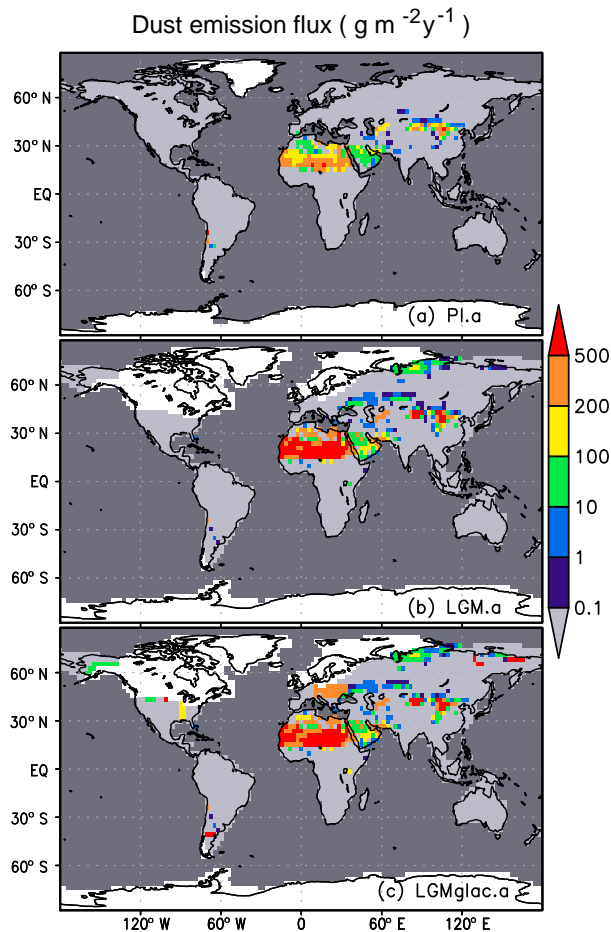 Dust emission flux ( g m -2y-1 )
60° N
30° N
EQ
30° S
60° S
(a) PI.a
60° N
30° N
EQ
30° S
60° S
(b) LGM.a
500
200
100
10
1
0.1
60° N
30° N
EQ
30° S
60° S
(c) LGMglac.a
120° W 60° W 0 60° E 120° E